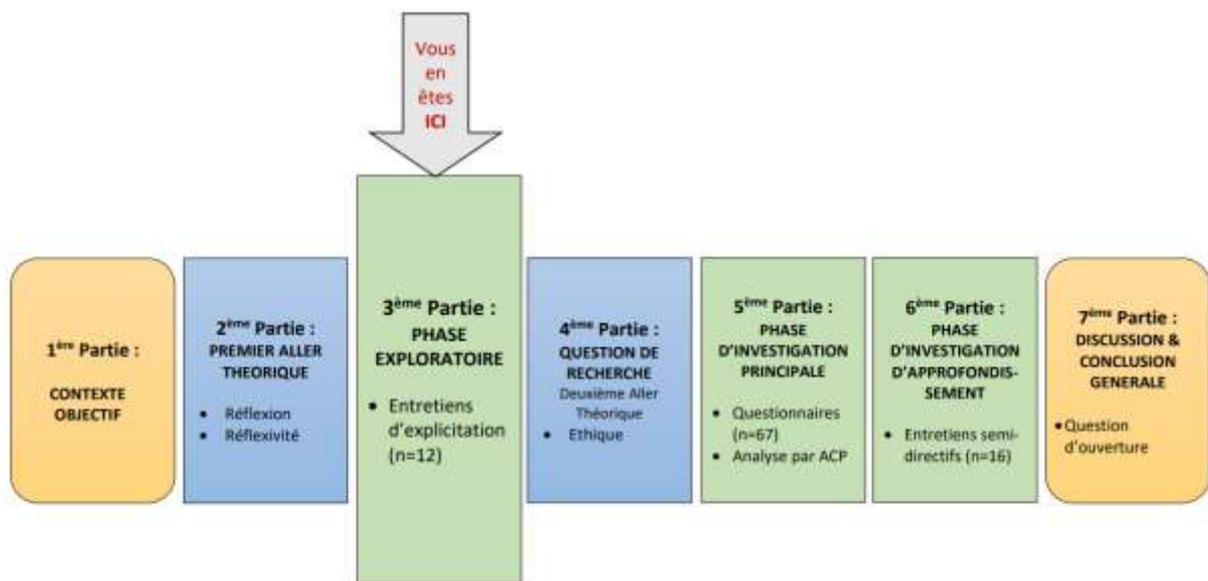 Vous
en
êtes
ICI
1ère Partie :
CONTEXTE
OBJECTIF
2ème Partie :
PREMIER ALLER
THEORIQUE
• Réflexion
• Réflexivité
3ème Partie :
PHASE
EXPLORATOIRE
• Entretiens
d'explicitation
(n=12)
4ème Partie :
QUESTION DE
RECHERCHE
Deuxième Aller
Théorique
• Ethique
5ème Partie :
PHASE
D'INVESTIGATION
PRINCIPALE
• Questionnaires
(n=67)
• Analyse par ACP
6ème Partie :
PHASE
D'INVESTIGATION
D'APPROFONDIS-
SEMENT
• Entretiens semi-
directifs (n=16)
7ème Partie :
DISCUSSION &
CONCLUSION
GENERALE
• Question
d'ouverture